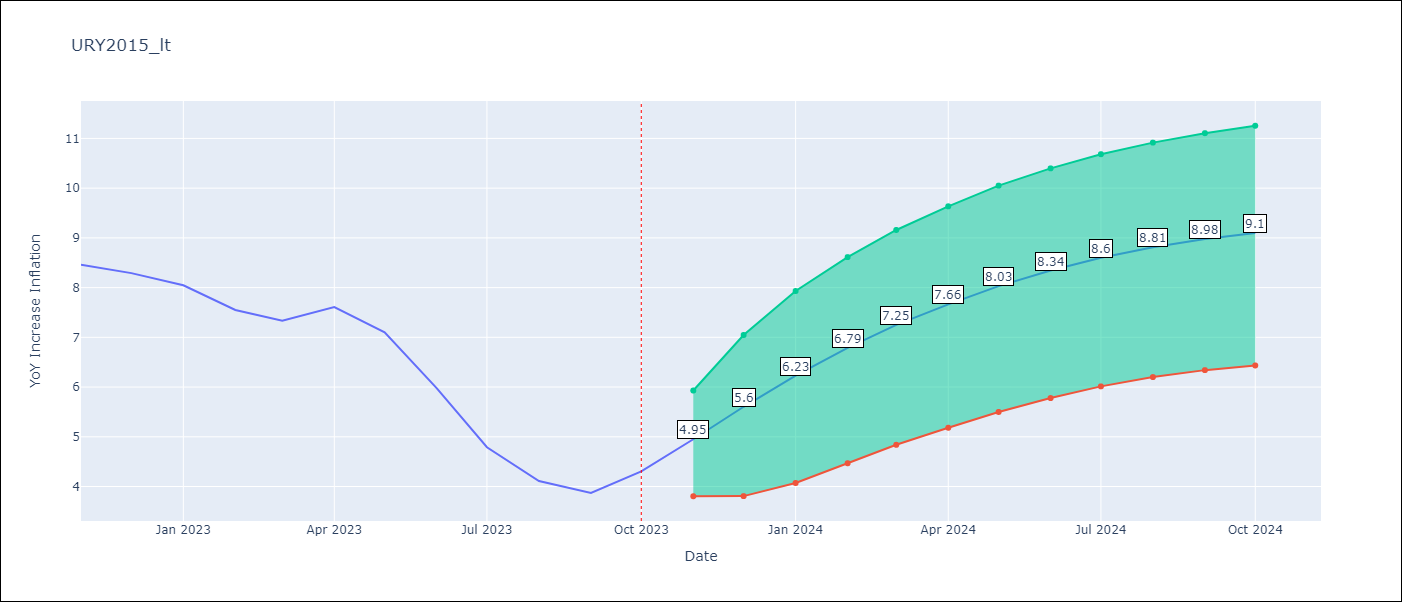 URY2015_lt
YoY Increase Inflation
11
10
9
8
7
6
5
4
4.95
5.6
6.23
6.79
7.25
7.66
8.03
8.34
8.6
8.81
8.98
9.1
Jan 2023
Apr 2023
Jul 2023
Oct 2023
Jan 2024
Apr 2024
Jul 2024
Oct 2024
Date